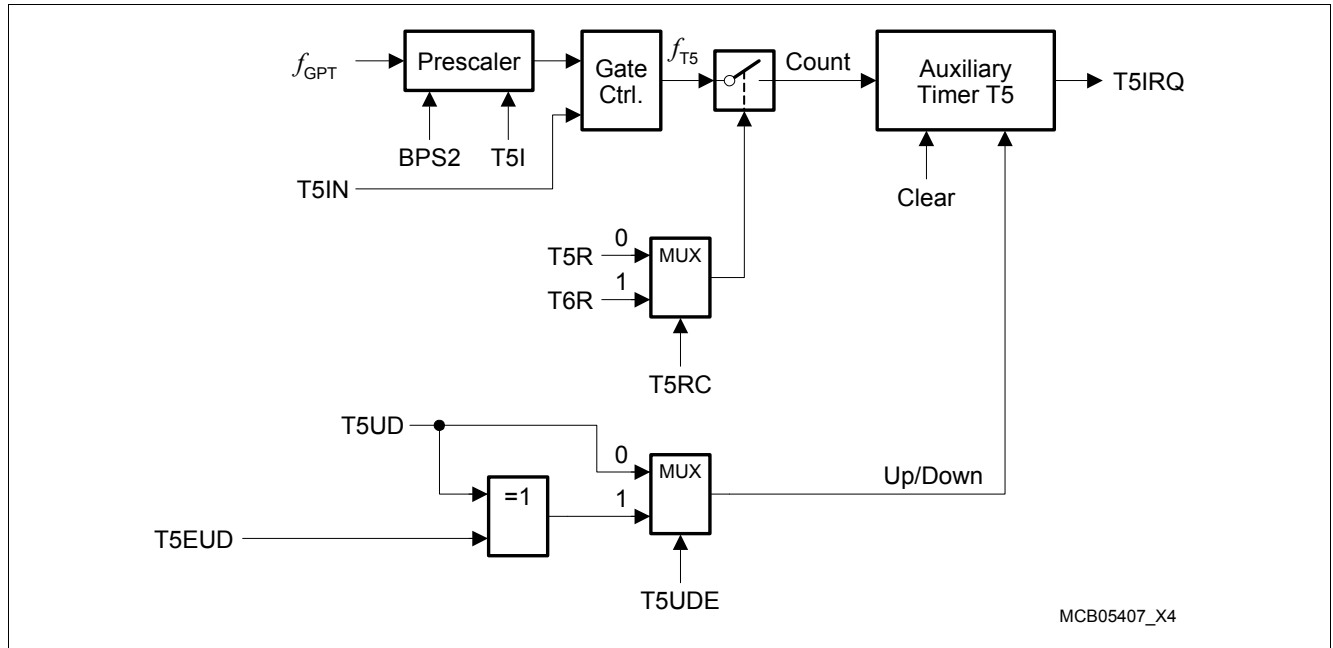 fGPT
Prescaler
Gate
Ctrl.
fT5
Count
Auxiliary
Timer T5
T5IRQ
BPS2
T5I
T5IN
Clear
T5R
0
MUX
T6R
1
T5RC
T5UD
0
MUX
Up/Down
=1
1
T5EUD
T5UDE
MCB05407_X4